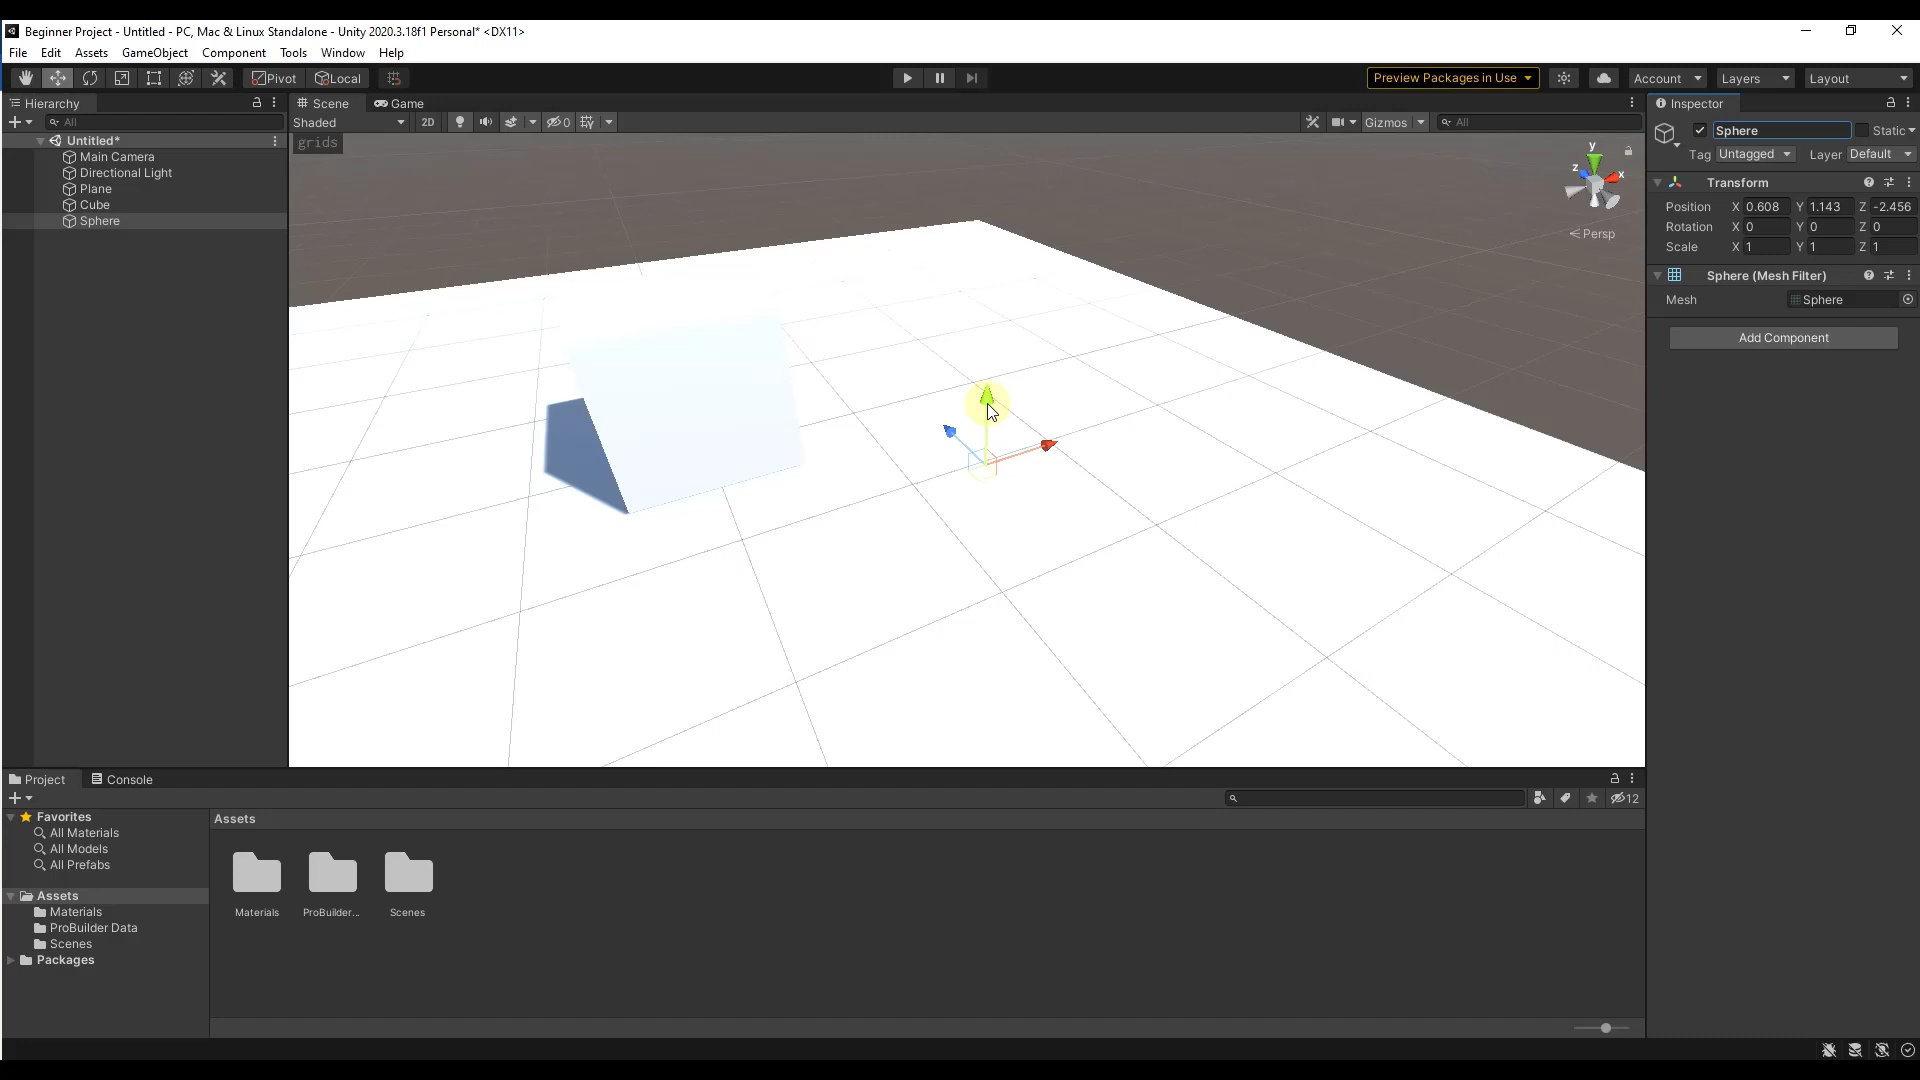 Beginner Project - Untitled - PC, Mac & Linux Standalone - Unity 2020.3.18f1 Personal* <DX11>
File Edit Assets GameObject Component Tools Window Help
Pivot Local Preview Packages in Use Account Layers Layout
Hierarchy
All
Untitled*
Main Camera
Directional Light
Plane
Cube
Sphere
Scene Game
Shaded 2D 0 Gizmos All
grids
y
z
x
Persp
Inspector
Sphere Static
Tag Untagged Layer Default
Transform
Position X 0.608 Y 1.143 Z -2.456
Rotation X 0 Y 0 Z 0
Scale X 1 Y 1 Z 1
Sphere (Mesh Filter)
Mesh Sphere
Add Component
Project Console
12
Favorites
All Materials
All Models
All Prefabs
Assets
Materials
ProBuilder Data
Scenes
Packages
Assets
Materials ProBuilder... Scenes